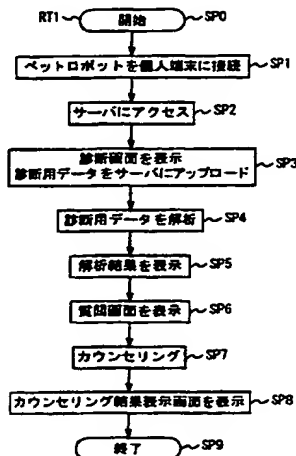 RT1 開始 SP0
ペットロボットを個人端末に接続 SP1
サーバにアクセス SP2
診断画面を表示
診断用データをサーバにアップロード SP3
診断用データを解析 SP4
解析結果を表示 SP5
質問画面を表示 SP6
カウンセリング SP7
カウンセリング結果表示画面を表示 SP8
終了 SP9